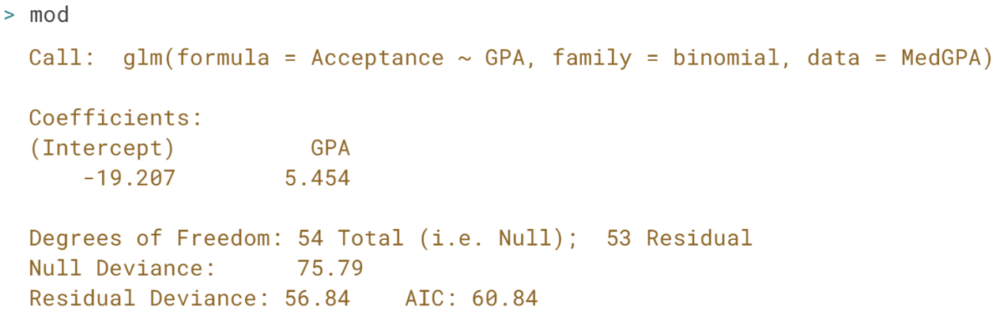 > mod
Call:  glm(formula = Acceptance ~ GPA, family = binomial, data = MedGPA)
Coefficients:
(Intercept)          GPA
    -19.207        5.454
Degrees of Freedom: 54 Total (i.e. Null);  53 Residual
Null Deviance:      75.79
Residual Deviance: 56.84    AIC: 60.84